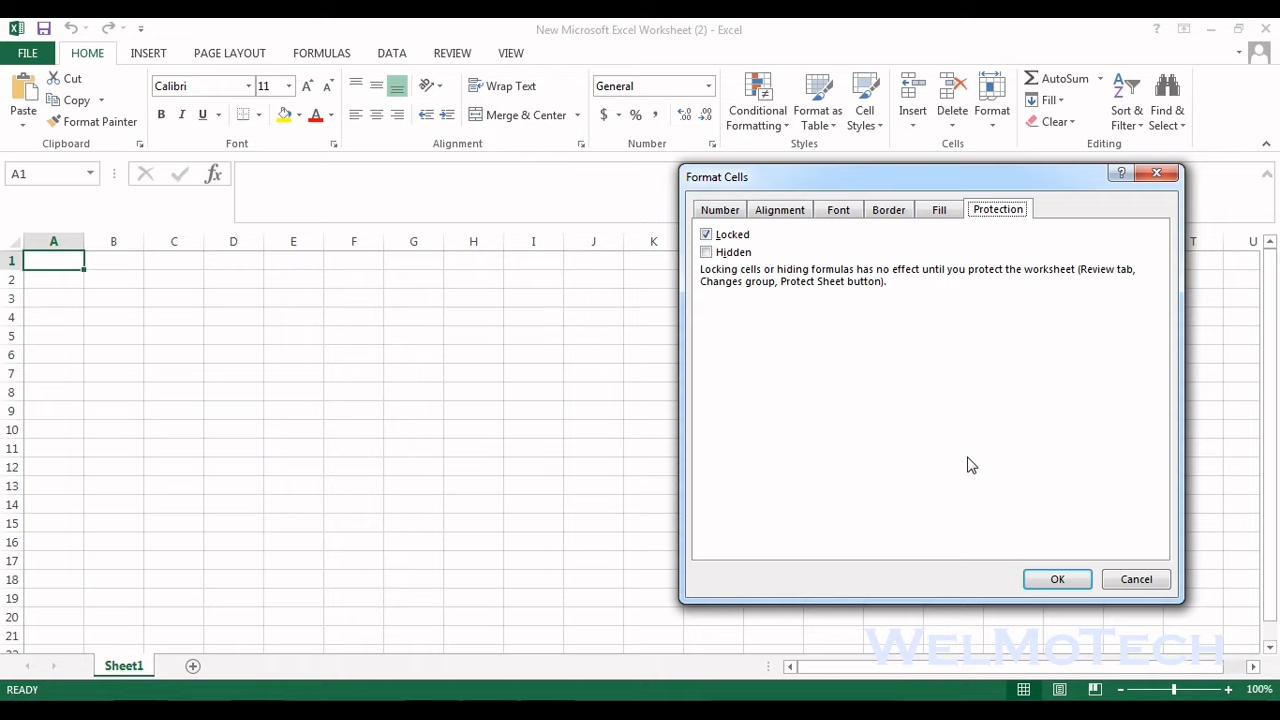 New Microsoft Excel Worksheet (2) - Excel
FILE HOME INSERT PAGE LAYOUT FORMULAS DATA REVIEW VIEW
Paste
Cut
Copy
Format Painter
Clipboard
Calibri 11
B I U A
Font
Wrap Text
Merge & Center
Alignment
General
$ % ,
Number
Conditional Formatting
Format as Table
Cell Styles
Styles
Insert
Delete
Format
Cells
AutoSum
Fill
Clear
Sort & Filter
Find & Select
Editing
A1
fx
A B C D E F G H I J K T U
1
2
3
4
5
6
7
8
9
10
11
12
13
14
15
16
17
18
19
20
21
22
Format Cells
Number Alignment Font Border Fill Protection
Locked
Hidden
Locking cells or hiding formulas has no effect until you protect the worksheet (Review tab,
Changes group, Protect Sheet button).
OK Cancel
WELMOTECH
Sheet1
READY
100%